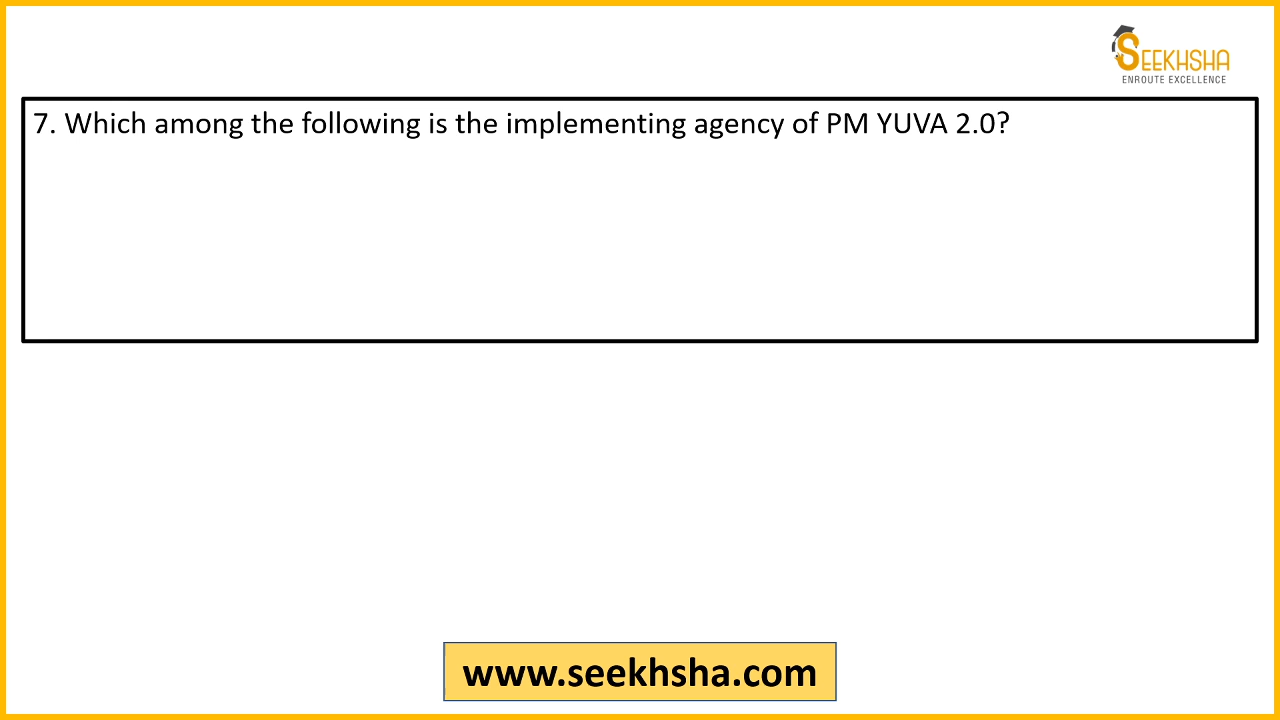 SEEKHSHA
ENROUTE EXCELLENCE
7. Which among the following is the implementing agency of PM YUVA 2.0?
www.seekhsha.com